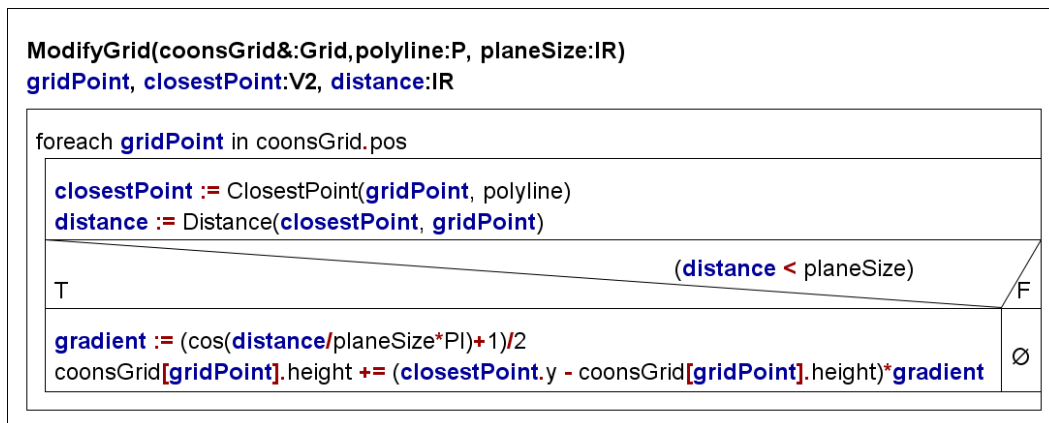 ModifyGrid(coonsGrid&:Grid,polyline:P, planeSize:IR)
gridPoint, closestPoint:V2, distance:IR
foreach gridPoint in coonsGrid.pos
closestPoint := ClosestPoint(gridPoint, polyline)
distance := Distance(closestPoint, gridPoint)
(distance < planeSize)
T
F
gradient := (cos(distance/planeSize*PI)+1)/2
coonsGrid[gridPoint].height += (closestPoint.y - coonsGrid[gridPoint].height)*gradient
Ø